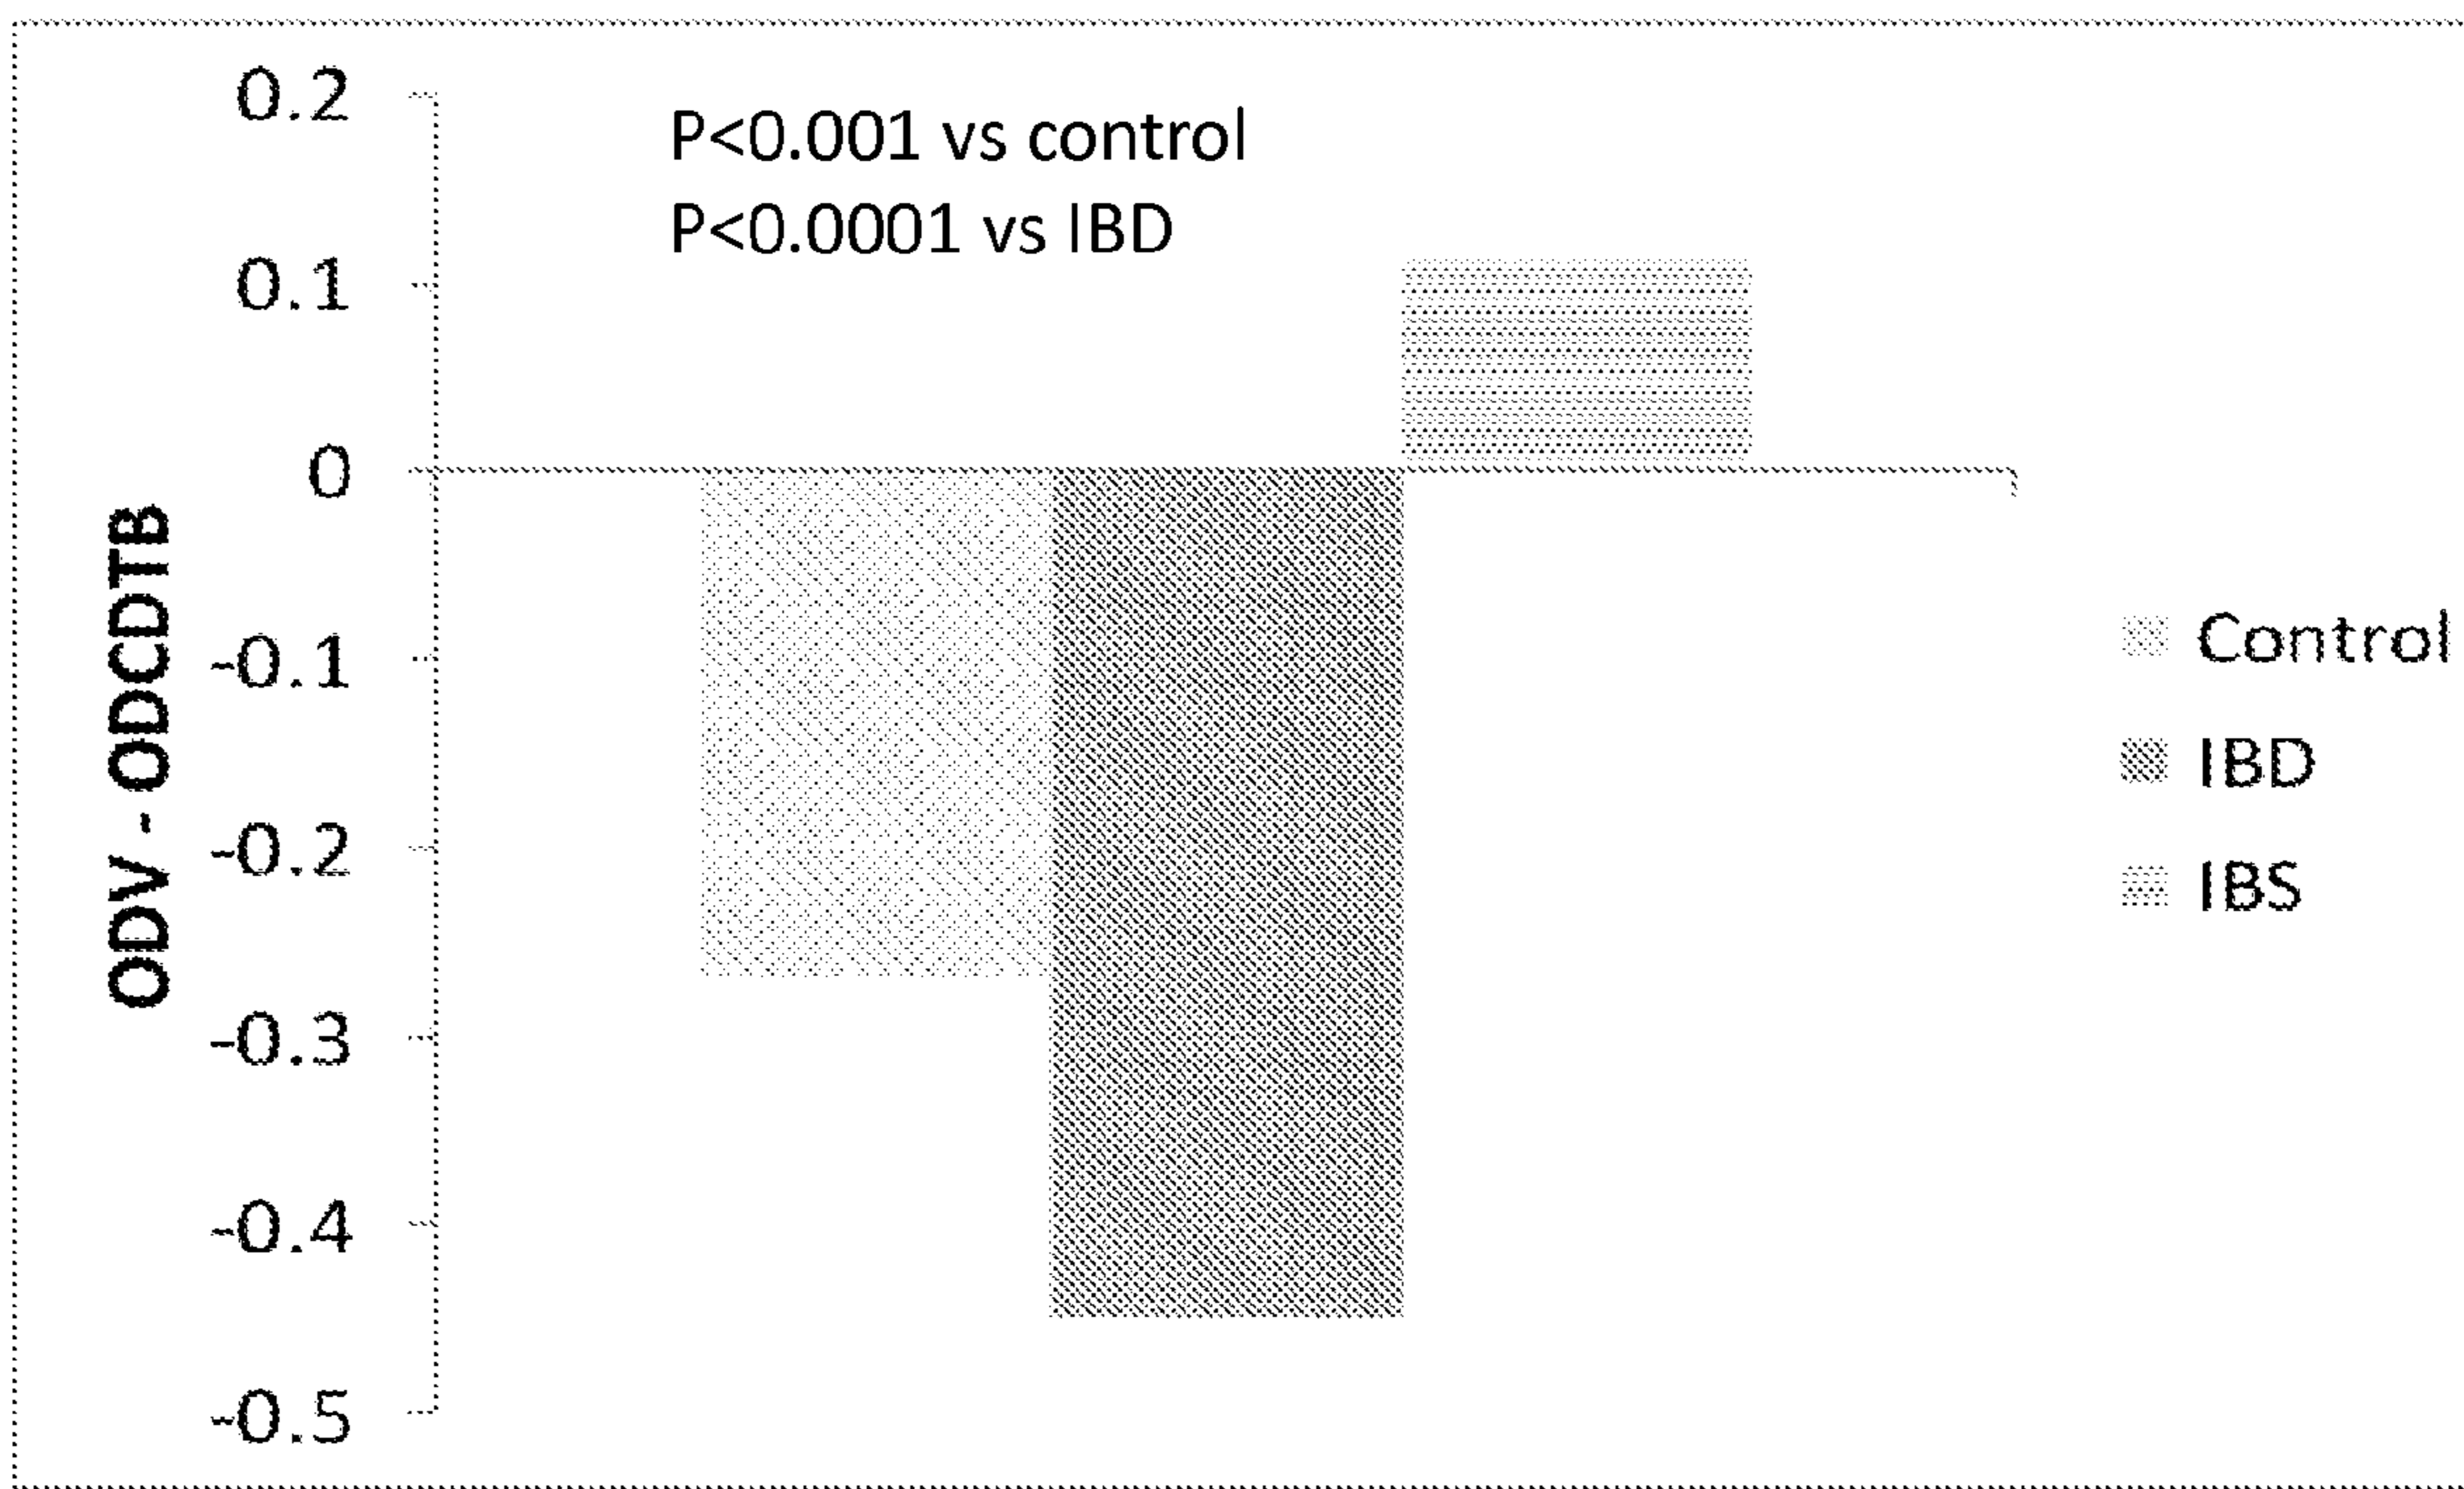 0.2
P<0.001 vs control
P<0.0001 vs IBD
0.1
0
ODV - ODCDTB
-0.1
-0.2
-0.3
-0.4
-0.5
Control
IBD
IBS